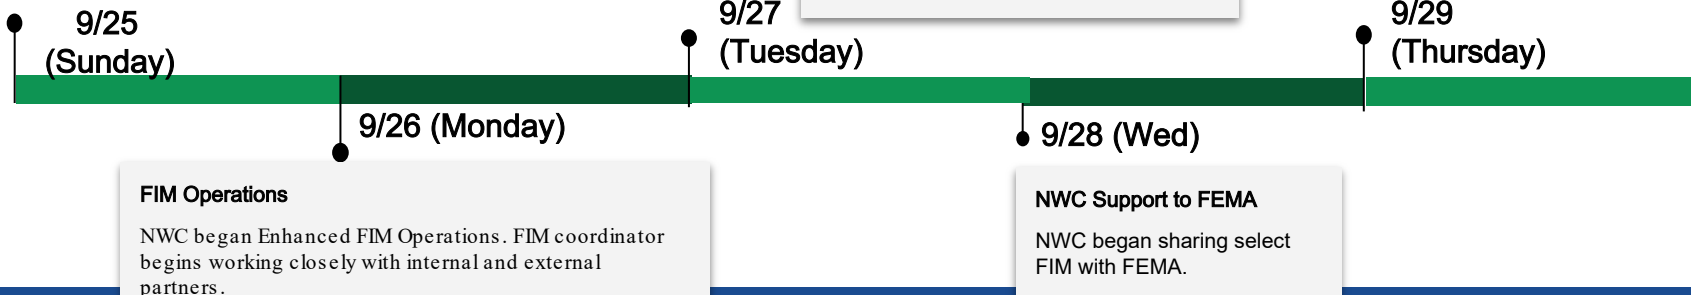 9/25
(Sunday)
9/27
(Tuesday)
9/29
(Thursday)
9/26 (Monday)
9/28 (Wed)
FIM Operations
NWC began Enhanced FIM Operations. FIM coordinator
begins working closely with internal and external
partners.
NWC Support to FEMA
NWC began sharing select
FIM with FEMA.